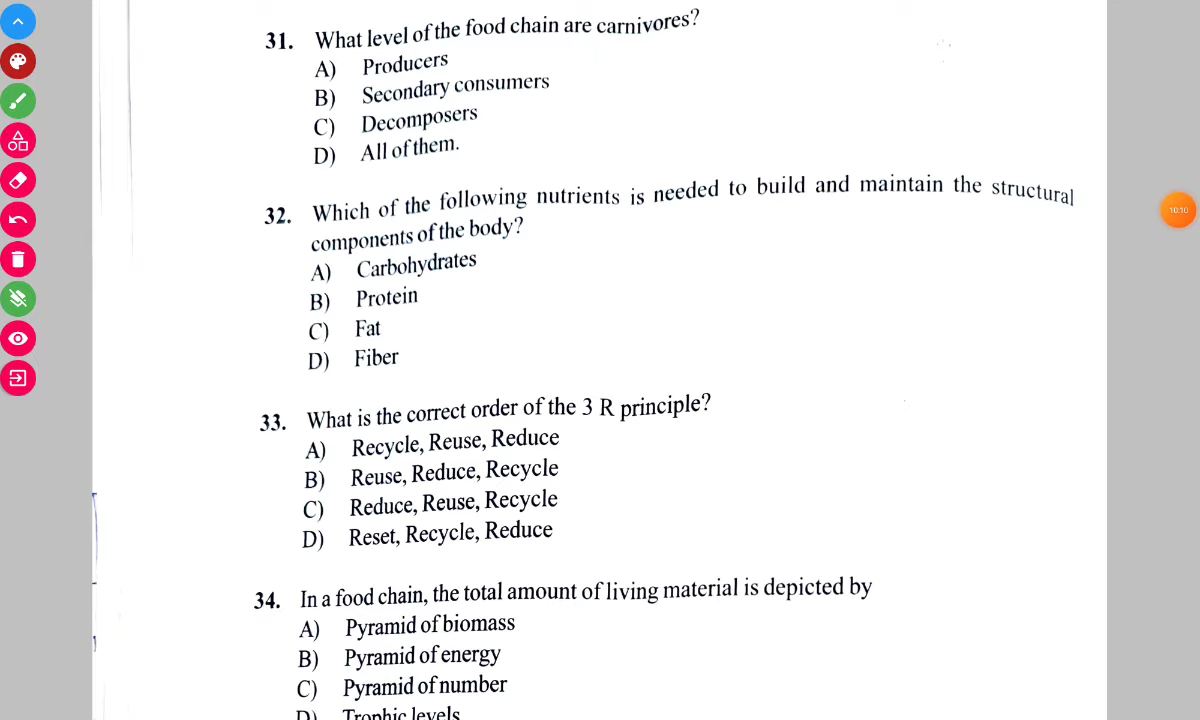 31. What level of the food chain are carnivores?
A) Producers
B) Secondary consumers
C) Decomposers
D) All of them.
32. Which of the following nutrients is needed to build and maintain the structural
components of the body?
A) Carbohydrates
B) Protein
C) Fat
D) Fiber
33. What is the correct order of the 3 R principle?
A) Recycle, Reuse, Reduce
B) Reuse, Reduce, Recycle
C) Reduce, Reuse, Recycle
D) Reset, Recycle, Reduce
34. In a food chain, the total amount of living material is depicted by
A) Pyramid of biomass
B) Pyramid of energy
C) Pyramid of number
D) Trophic levels
10:10